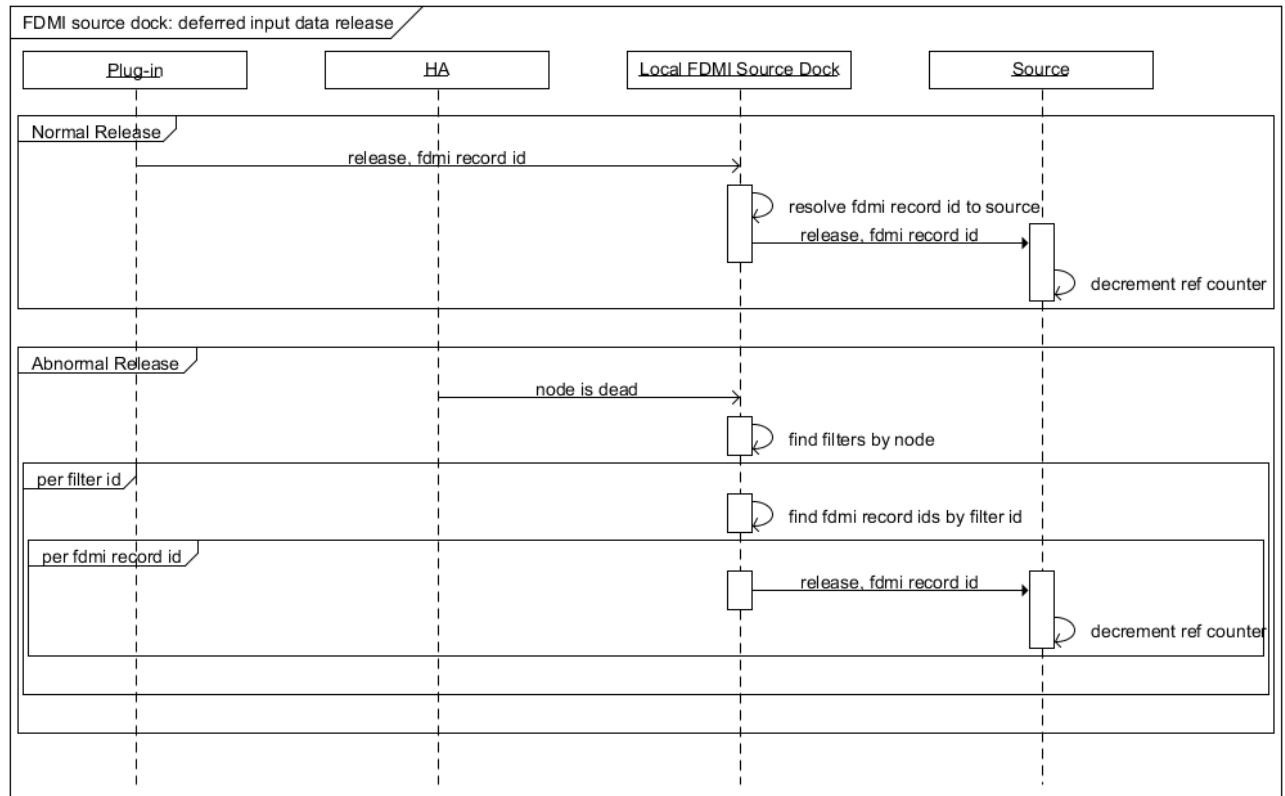 FDMI source dock: deferred input data release
Plug-in
HA
Local FDMI Source Dock
Source
Normal Release
release, fdmi record id
resolve fdmi record id to source
release, fdmi record id
decrement ref counter
Abnormal Release
node is dead
find filters by node
per filter id
find fdmi record ids by filter id
per fdmi record id
release, fdmi record id
decrement ref counter